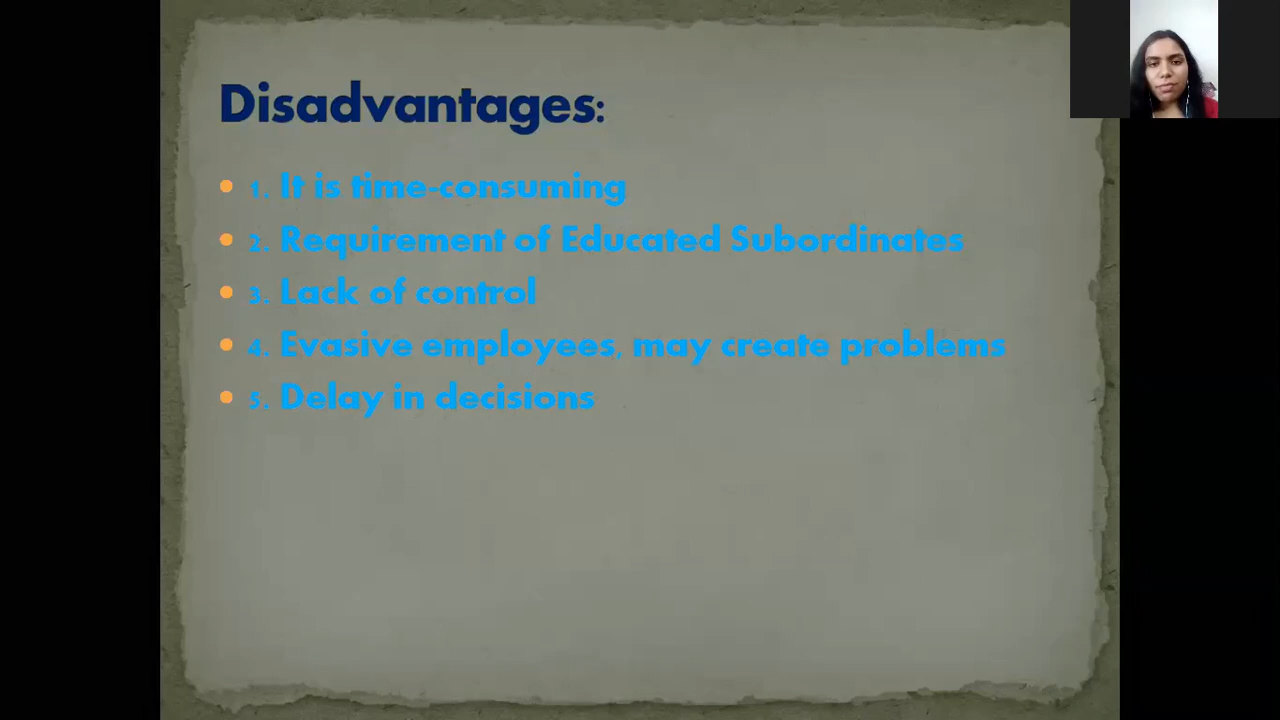 Disadvantages:
1. It is time-consuming
2. Requirement of Educated Subordinates
3. Lack of control
4. Evasive employees, may create problems
5. Delay in decisions